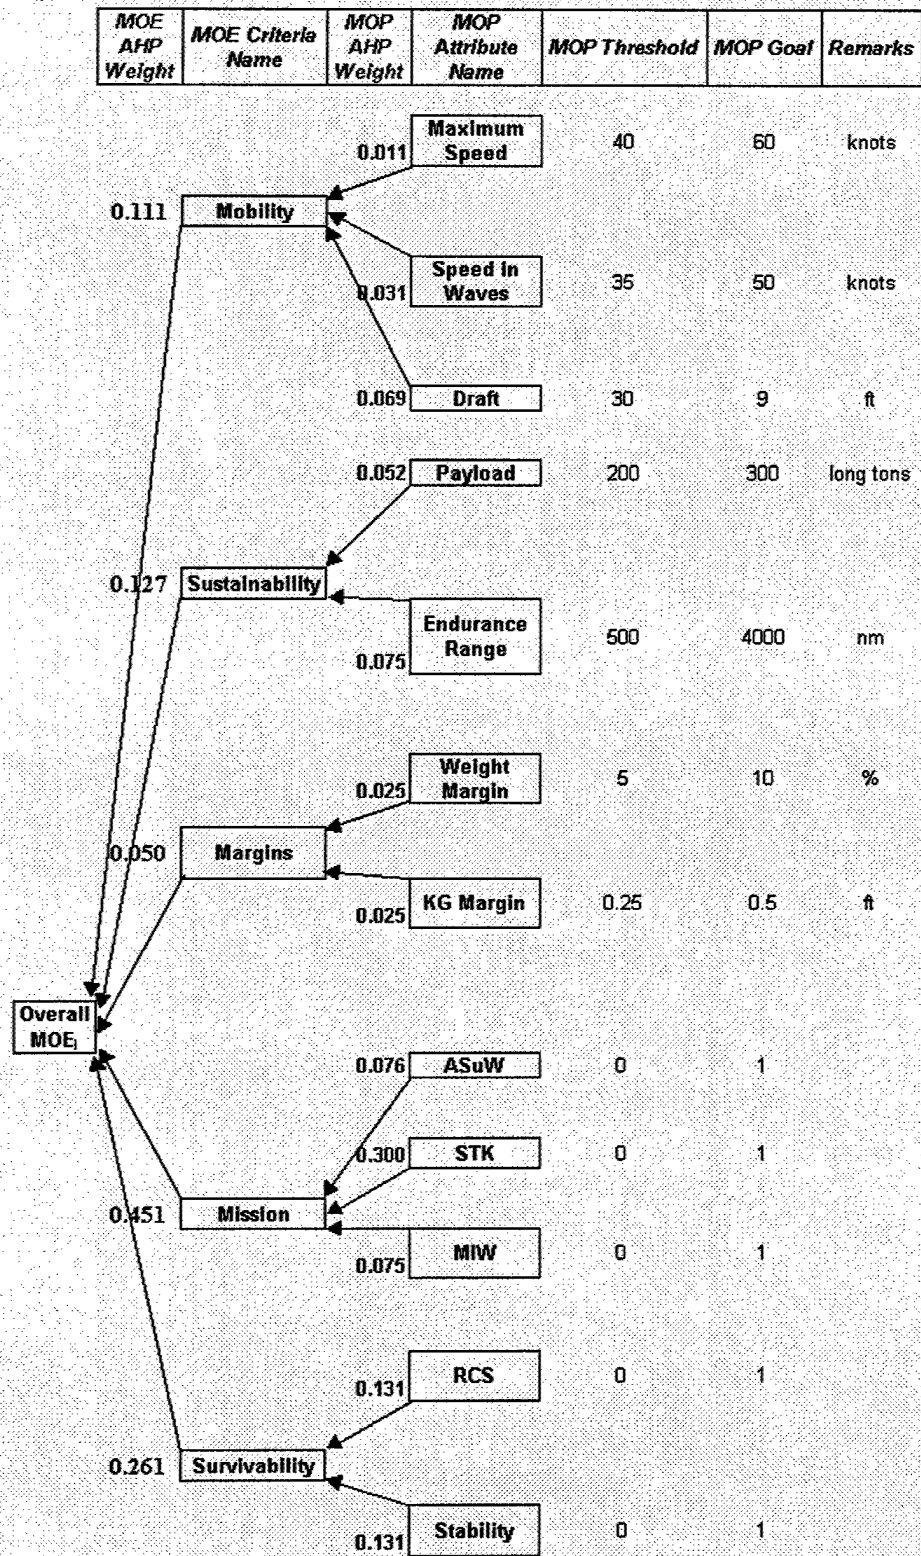 MOE AHP Weight MOE Criteria Name MOP AHP Weight MOP Attribute Name MOP Threshold MOP Goal Remarks
0.011 Maximum Speed 40 60 knots
0.111 Mobility
0.031 Speed in Waves 35 50 knots
0.069 Draft 30 9 ft
0.052 Payload 200 300 long tons
0.127 Sustainability
0.075 Endurance Range 500 4000 nm
0.025 Weight Margin 5 10 %
0.050 Margins
0.025 KG Margin 0.25 0.5 ft
Overall MOEj
0.076 ASuW 0 1
0.300 STK 0 1
0.451 Mission
0.075 MIW 0 1
0.131 RCS 0 1
0.261 Survivability
0.131 Stability 0 1